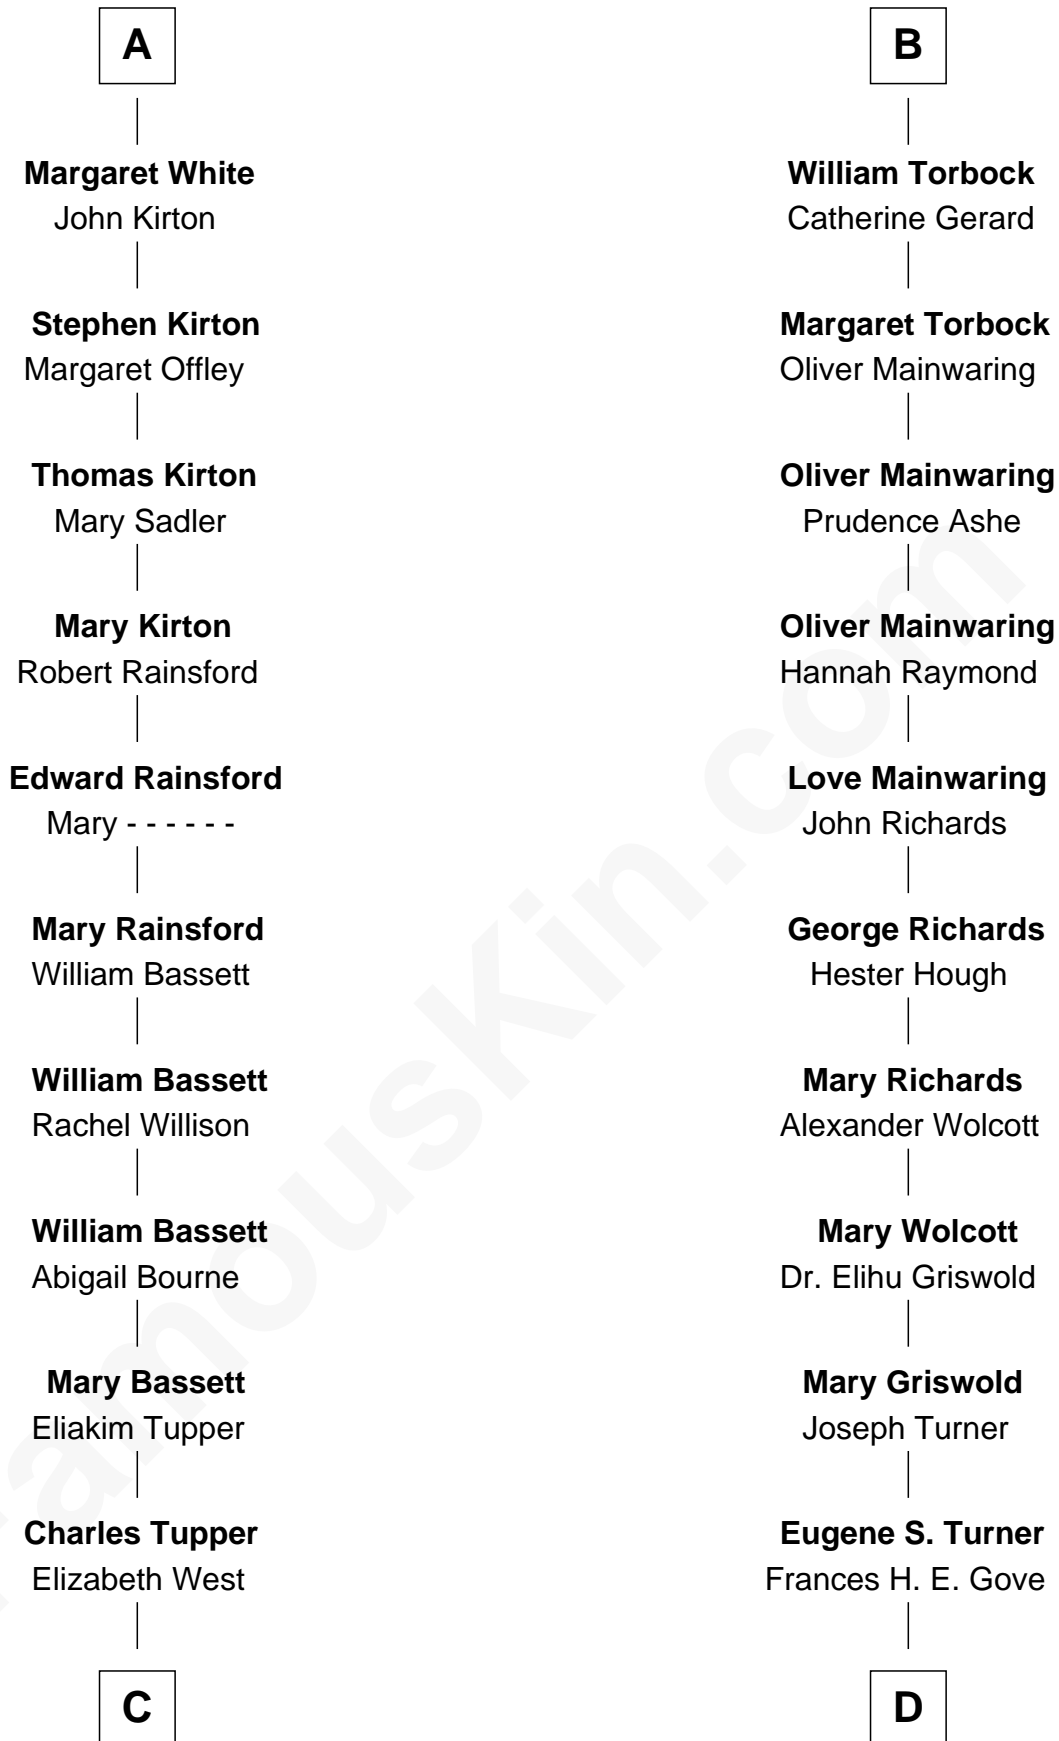 A
Margaret White
John Kirton
Stephen Kirton
Margaret Offley
Thomas Kirton
Mary Sadler
Mary Kirton
Robert Rainsford
Edward Rainsford
Mary - - - - - -
Mary Rainsford
William Bassett
William Bassett
Rachel Willison
William Bassett
Abigail Bourne
Mary Bassett
Eliakim Tupper
Charles Tupper
Elizabeth West
C
B
William Torbock
Catherine Gerard
Margaret Torbock
Oliver Mainwaring
Oliver Mainwaring
Prudence Ashe
Oliver Mainwaring
Hannah Raymond
Love Mainwaring
John Richards
George Richards
Hester Hough
Mary Richards
Alexander Wolcott
Mary Wolcott
Dr. Elihu Griswold
Mary Griswold
Joseph Turner
Eugene S. Turner
Frances H. E. Gove
D
FamousKin.com